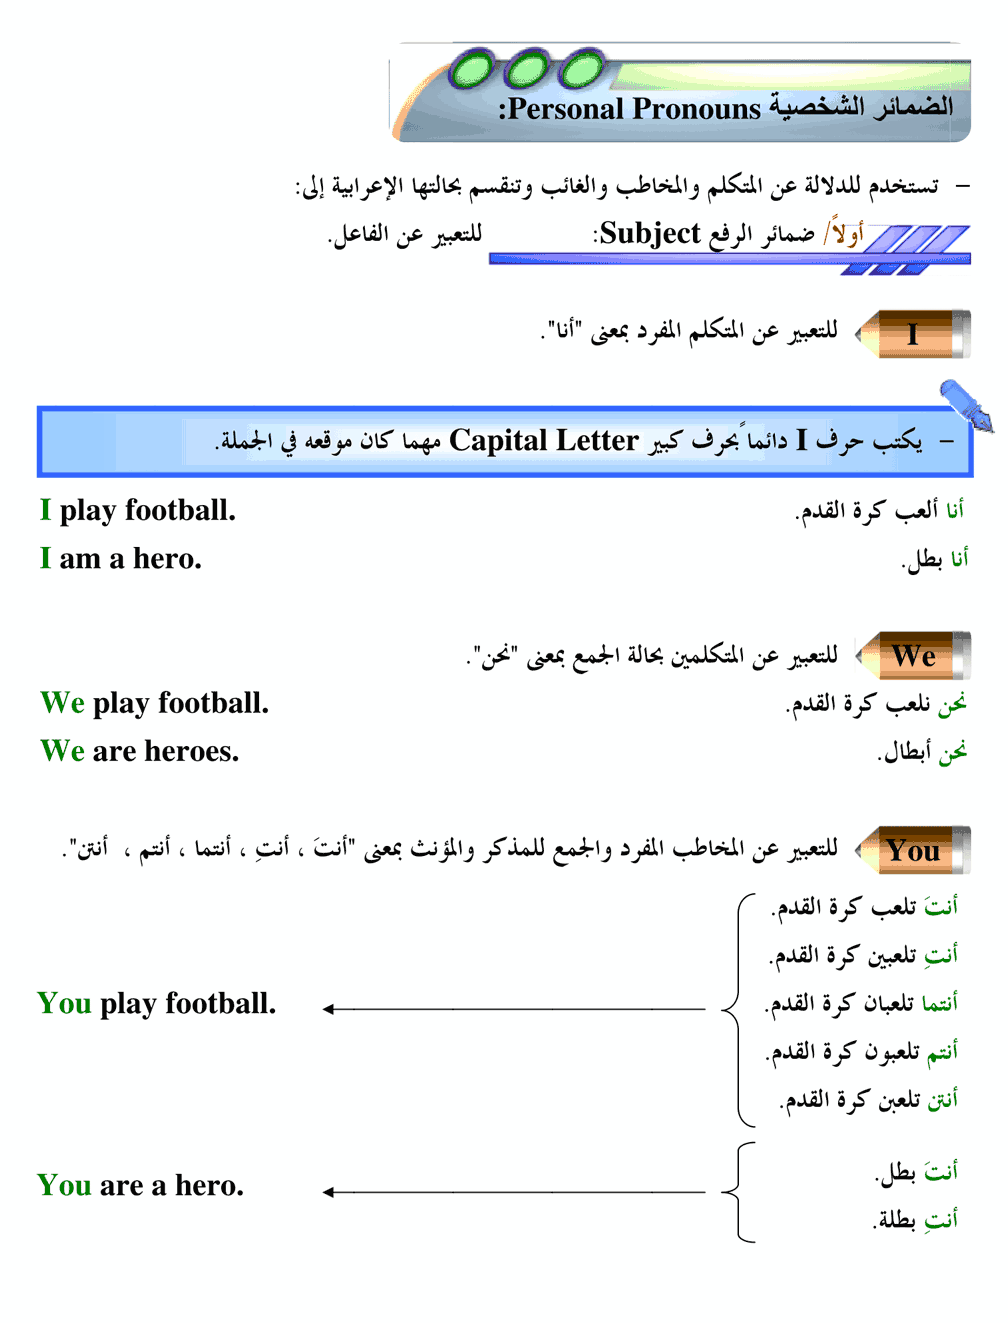 الضمائر الشخصية Personal Pronouns:
– تستخدم للدلالة عن المتكلم والمخاطب والغائب وتنقسم بحالتها الإعرابية إلى:
أولاً/ ضمائر الرفع Subject: للتعبير عن الفاعل.
I للتعبير عن المتكلم المفرد بمعنى "أنا".
– يكتب حرف I دائماً بحرف كبير Capital Letter مهما كان موقعه في الجملة.
أنا ألعب كرة القدم. I play football.
أنا بطل. I am a hero.
We للتعبير عن المتكلمين بحالة الجمع بمعنى "نحن".
نحن نلعب كرة القدم. We play football.
نحن أبطال. We are heroes.
You للتعبير عن المخاطب المفرد والجمع للمذكر والمؤنث بمعنى "أنتَ ، أنتِ ، أنتما ، أنتم ، أنتن".
أنتَ تلعب كرة القدم.
أنتِ تلعبين كرة القدم.
أنتما تلعبان كرة القدم. You play football.
أنتم تلعبون كرة القدم.
أنتن تلعبن كرة القدم.
أنتَ بطل.
You are a hero.
أنتِ بطلة.